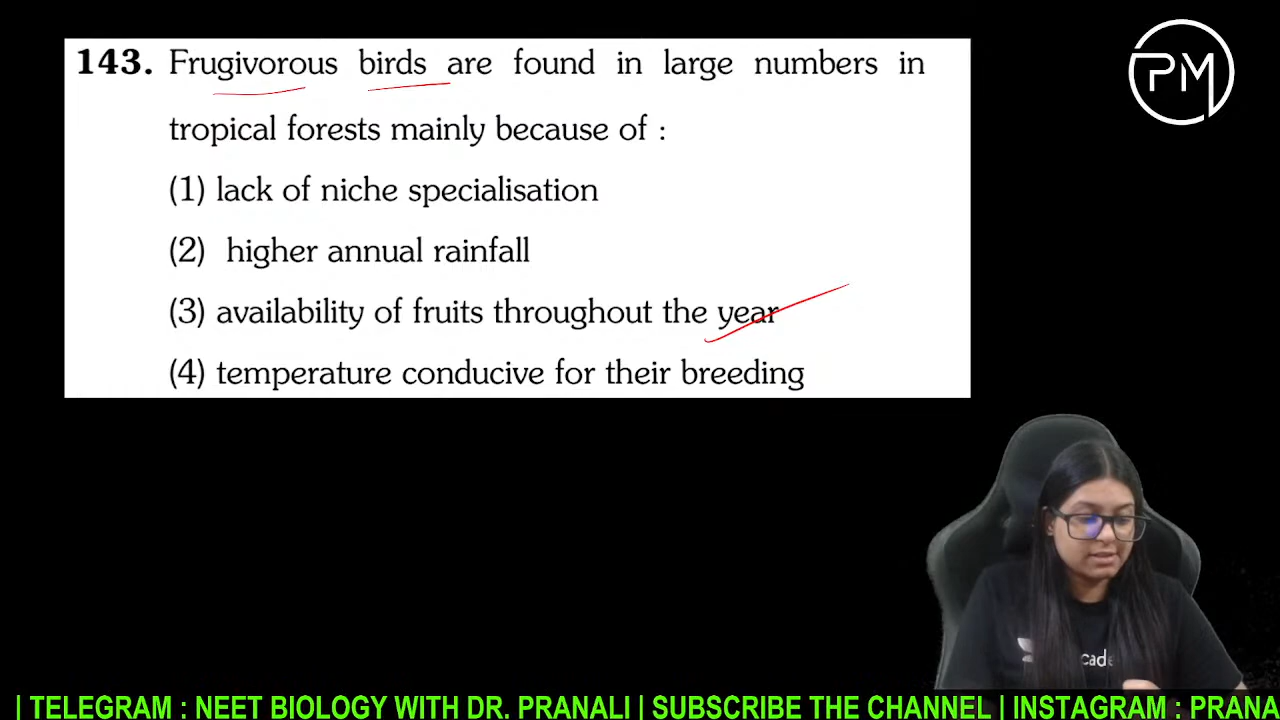 PM
143. Frugivorous birds are found in large numbers in
tropical forests mainly because of :
(1) lack of niche specialisation
(2) higher annual rainfall
(3) availability of fruits throughout the year
(4) temperature conducive for their breeding
| TELEGRAM : NEET BIOLOGY WITH DR. PRANALI | SUBSCRIBE THE CHANNEL | INSTAGRAM : PRANA